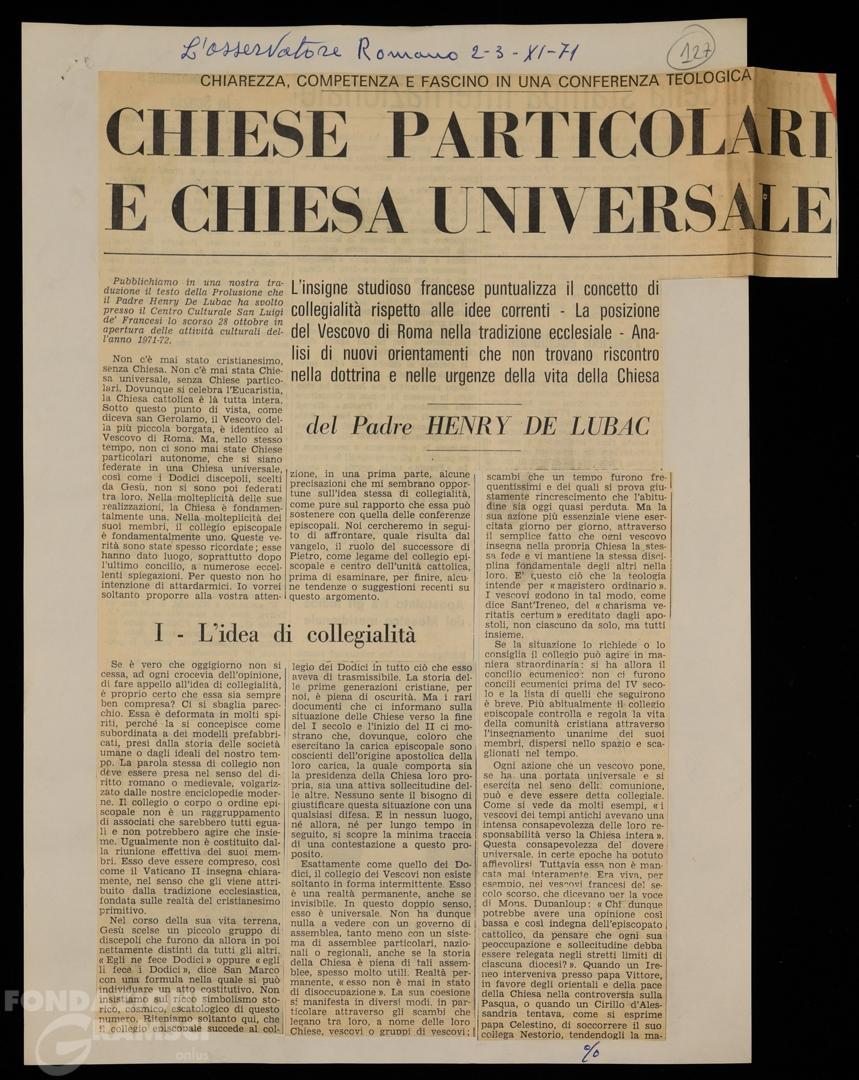 L'Osservatore Romano 2-3-XI-71
127
CHIAREZZA, COMPETENZA E FASCINO IN UNA CONFERENZA TEOLOGICA
CHIESE PARTICOLARI
E CHIESA UNIVERSALE
Pubblichiamo in una nostra tra-
duzione il testo della Prolusione che
il Padre Henry De Lubac ha svolto
presso il Centro Culturale San Luigi
de' Francesi lo scorso 28 ottobre in
apertura delle attività culturali del-
l'anno 1971-72.
L'insigne studioso francese puntualizza il concetto di
collegialità rispetto alle idee correnti - La posizione
del Vescovo di Roma nella tradizione ecclesiale - Ana-
lisi di nuovi orientamenti che non trovano riscontro
nella dottrina e nelle urgenze della vita della Chiesa
del Padre HENRY DE LUBAC
Non c'è mai stato cristianesimo,
senza Chiesa. Non c'è mai stata Chie-
sa universale, senza Chiese partico-
lari. Dovunque si celebra l'Eucaristia,
la Chiesa cattolica è là tutta intera.
Sotto questo punto di vista, come
diceva san Gerolamo, il Vescovo del-
la più piccola borgata, è identico al
Vescovo di Roma. Ma, nello stesso
tempo, non ci sono mai state Chiese
particolari autonome, che si siano
federate in una Chiesa universale,
così come i Dodici discepoli, scelti
da Gesù, non si sono poi federati
tra loro. Nella molteplicità delle sue
realizzazioni, la Chiesa è fondamen-
talmente una. Nella molteplicità dei
suoi membri, il collegio episcopale
è fondamentalmente uno. Queste ve-
rità sono state spesso ricordate; esse
hanno dato luogo, soprattutto dopo
l'ultimo concilio, a numerose eccel-
lenti spiegazioni. Per questo non ho
intenzione di attardarmici. Io vorrei
soltanto proporre alla vostra atten-
zione, in una prima parte, alcune
precisazioni che mi sembrano oppor-
tune sull'idea stessa di collegialità,
come pure sul rapporto che essa può
sostenere con quella delle conferenze
episcopali. Noi cercheremo in segui-
to di affrontare, quale risulta dal
vangelo, il ruolo del successore di
Pietro, come legame del collegio epi-
scopale e centro dell'unità cattolica,
prima di esaminare, per finire, alcu-
ne tendenze o suggestioni recenti su
questo argomento.
I - L'idea di collegialità
Se è vero che oggigiorno non si
cessa, ad ogni crocevia dell'opinione,
di fare appello all'idea di collegialità,
è proprio certo che essa sia sempre
ben compresa? Ci si sbaglia parec-
chio. Essa è deformata in molti spi-
riti, perché la si concepisce come
subordinata a dei modelli prefabbri-
cati, presi dalla storia delle società
umane o dagli ideali del nostro tem-
po. La parola stessa di collegio non
deve essere presa nel senso del di-
ritto romano o medievale, volgariz-
zato dalle nostre enciclopedie moder-
ne. Il collegio o corpo o ordine epi-
scopale non è un raggruppamento
di associati che sarebbero tutti egua-
li e non potrebbero agire che insie-
me. Ugualmente non è costituito dal-
la riunione effettiva dei suoi mem-
bri. Esso deve essere compreso, così
come il Vaticano II insegna chiara-
mente, nel senso che gli viene attri-
buito dalla tradizione ecclesiastica,
fondata sulle realtà del cristianesimo
primitivo.
Nel corso della sua vita terrena,
Gesù scelse un piccolo gruppo di
discepoli che furono da allora in poi
nettamente distinti da tutti gli altri.
« Egli ne fece Dodici » oppure « egli
li fece i Dodici », dice San Marco
con una formula nella quale si può
individuare un atto costitutivo. Non
insistiamo sul ricco simbolismo sto-
rico, cosmico, escatologico di questo
numero. Riteniamo soltanto qui, che
il collegio episcopale succede al col-
legio dei Dodici in tutto ciò che esso
aveva di trasmissibile. La storia del-
le prime generazioni cristiane, per
noi, è piena di oscurità. Ma i rari
documenti che ci informano sulla
situazione delle Chiese verso la fine
del I secolo e l'inizio del II ci mo-
strano che, dovunque, coloro che
esercitano la carica episcopale sono
coscienti dell'origine apostolica della
loro carica, la quale comporta sia
la presidenza della Chiesa loro pro-
pria, sia una attiva sollecitudine del-
le altre. Nessuno sente il bisogno di
giustificare questa situazione con una
qualsiasi difesa. E in nessun luogo,
né allora, né per lungo tempo in
seguito, si scopre la minima traccia
di una contestazione a questo pro-
posito.
Esattamente come quello dei Do-
dici, il collegio dei Vescovi non esiste
soltanto in forma intermittente. Esso
è una realtà permanente, anche se
invisibile. In questo doppio senso,
esso è universale. Non ha dunque
nulla a vedere con un governo di
assemblea, tanto meno con un siste-
ma di assemblee particolari, nazio-
nali o regionali, anche se la storia
della Chiesa è piena di tali assem-
blee, spesso molto utili. Realtà per-
manente, « esso non è mai in stato
di disoccupazione ». La sua coesione
si manifesta in diversi modi, in par-
ticolare attraverso gli scambi che
legano tra loro, a nome delle loro
Chiese, vescovi o gruppi di vescovi;
scambi che un tempo furono fre-
quentissimi e dei quali si prova giu-
stamente rincrescimento che l'abitu-
dine sia oggi quasi perduta. Ma la
sua azione più essenziale viene eser-
citata giorno per giorno, attraverso
il semplice fatto che ogni vescovo
insegna nella propria Chiesa la stes-
sa fede e vi mantiene la stessa disci-
plina fondamentale degli altri nella
loro. E' questo ciò che la teologia
intende per « magistero ordinario ».
I vescovi godono in tal modo, come
dice Sant'Ireneo, del « charisma ve-
ritatis certum » ereditato dagli apo-
stoli, non ciascuno da solo, ma tutti
insieme.
Se la situazione lo richiede o lo
consiglia il collegio può agire in ma-
niera straordinaria: si ha allora il
concilio ecumenico: non ci furono
concili ecumenici prima del IV seco-
lo e la lista di quelli che seguirono
è breve. Più abitualmente il collegio
episcopale controlla e regola la vita
della comunità cristiana attraverso
l'insegnamento unanime dei suoi
membri, dispersi nello spazio e sca-
glionati nel tempo.
Ogni azione che un vescovo pone,
se ha una portata universale e si
esercita nel seno della comunione,
può e deve essere detta collegiale.
Come si vede da molti esempi, « i
vescovi dei tempi antichi avevano una
intensa consapevolezza delle loro re-
sponsabilità verso la Chiesa intera ».
Questa consapevolezza del dovere
universale, in certe epoche ha potuto
affievolirsi. Tuttavia essa non è man-
cata mai interamente. Era viva, per
esempio, nei vescovi francesi del se-
colo scorso, che dicevano per la voce
di Mons. Dupanloup: « Chi dunque
potrebbe avere una opinione così
bassa e così indegna dell'episcopato
cattolico, da pensare che ogni sua
preoccupazione e sollecitudine debba
essere relegata negli stretti limiti di
ciascuna diocesi? ». Quando un Ire-
neo interveniva presso papa Vittore,
in favore degli orientali e della pace
della Chiesa nella controversia sulla
Pasqua, o quando un Cirillo d'Ales-
sandria tentava, come si esprime
papa Celestino, di soccorrere il suo
collega Nestorio, tendendogli la ma-
%
FONDAZIONE
GRAMSCI
onlus